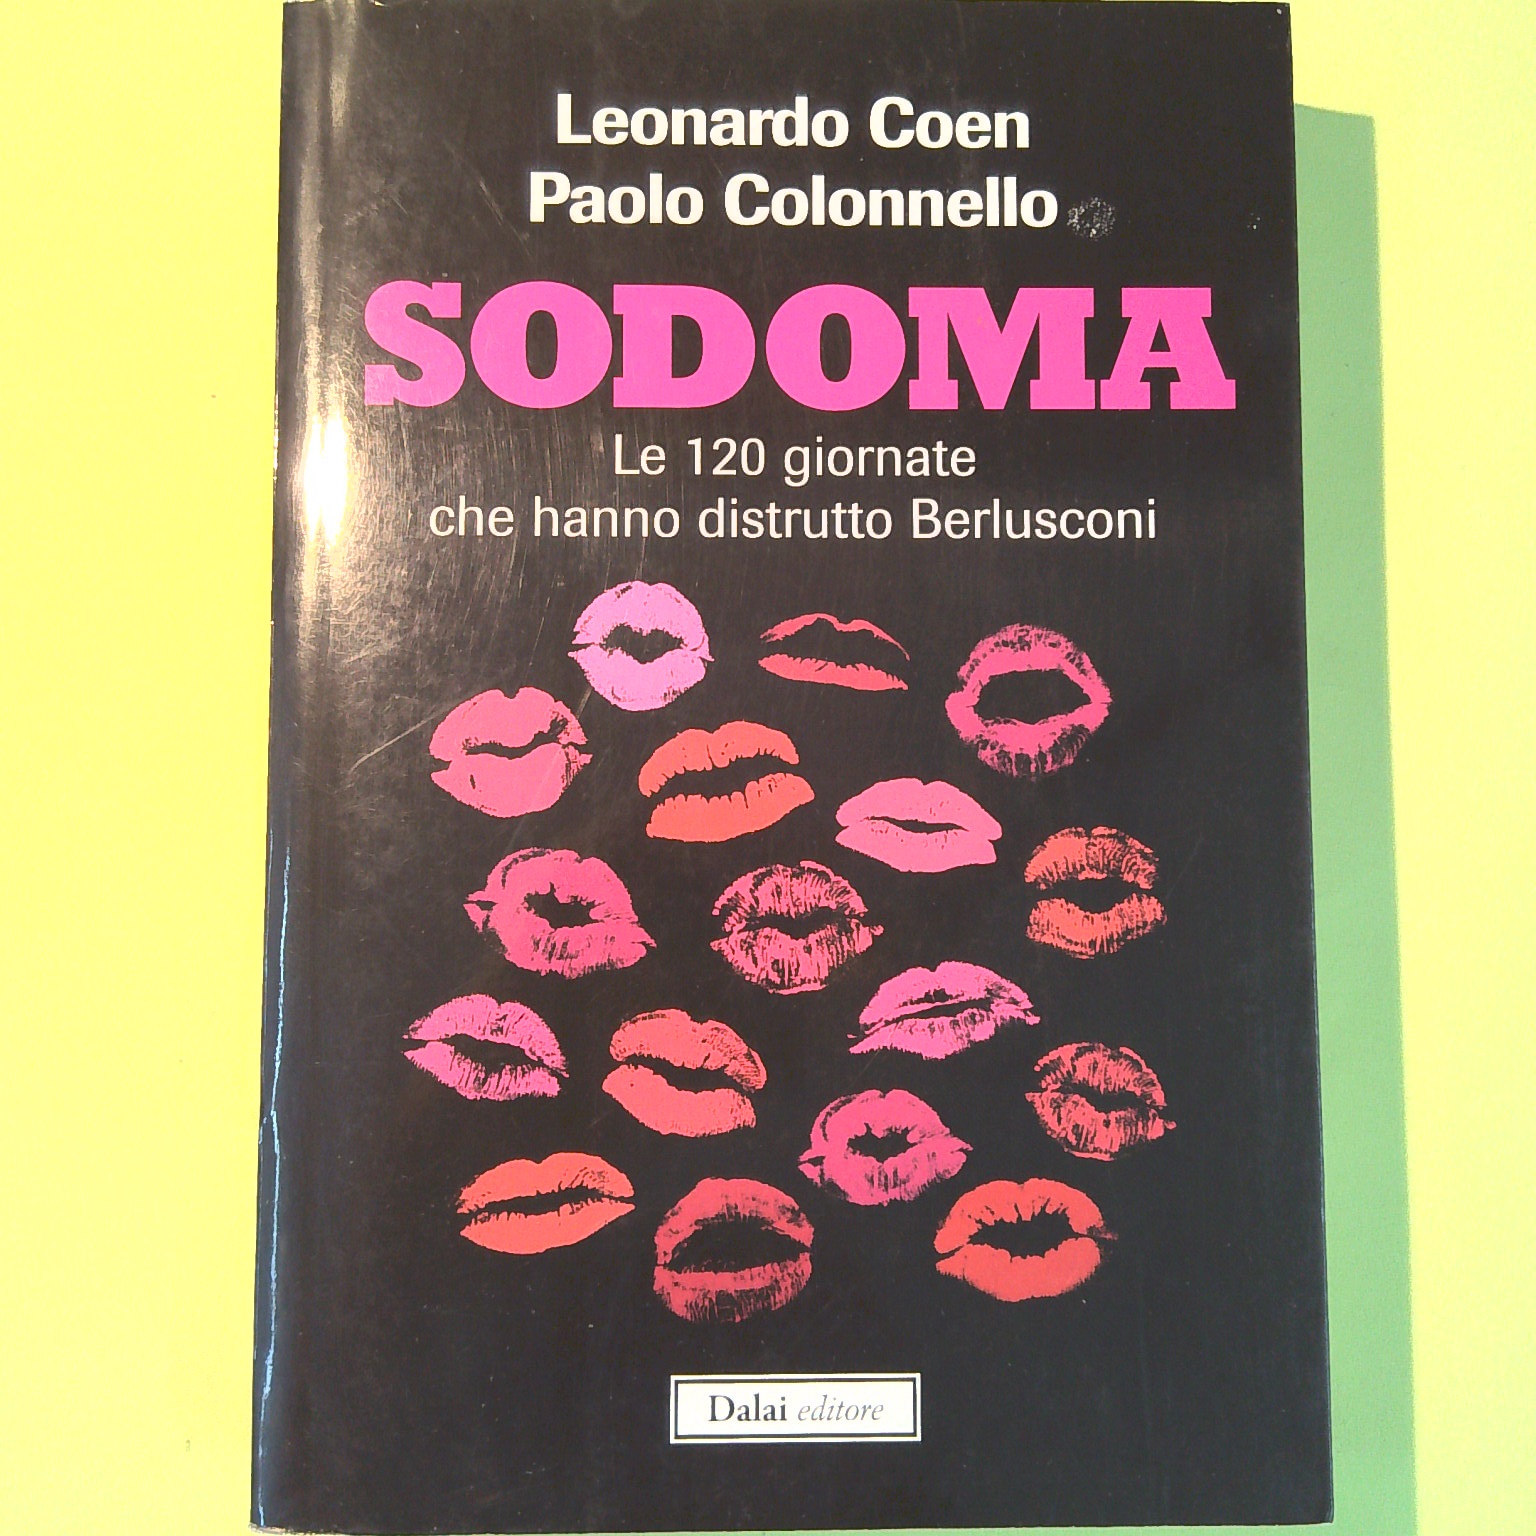 Leonardo Coen
Paolo Colonnello
SODOMA
Le 120 giornate
che hanno distrutto Berlusconi
Dalai editore